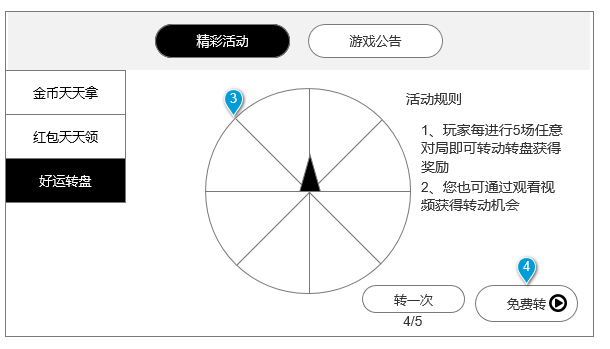 精彩活动
游戏公告
金币天天拿
红包天天领
好运转盘
3
活动规则
1、玩家每进行5场任意
对局即可转动转盘获得
奖励
2、您也可通过观看视
频获得转动机会
4
转一次
免费转
4/5